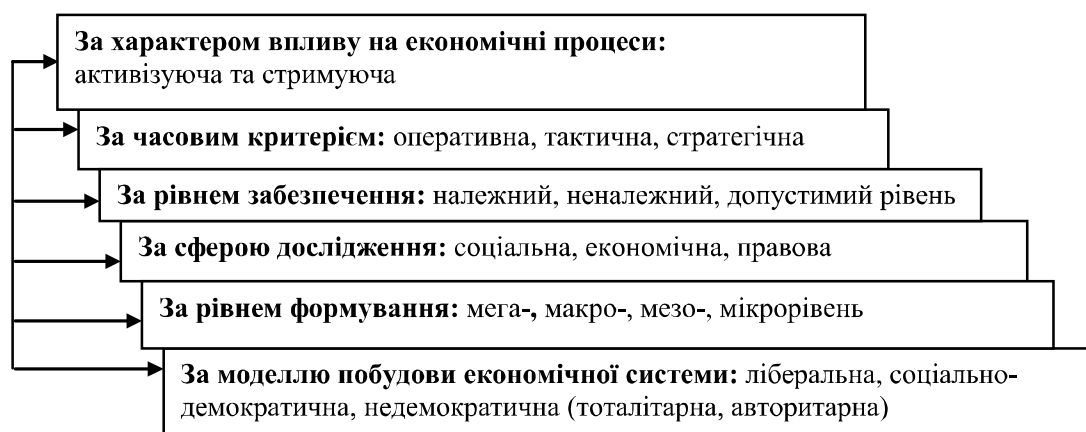 За характером впливу на економічні процеси:
активізуюча та стримуюча
За часовим критерієм: оперативна, тактична, стратегічна
За рівнем забезпечення: належний, неналежний, допустимий рівень
За сферою дослідження: соціальна, економічна, правова
За рівнем формування: мега-, макро-, мезо-, мікрорівень
За моделлю побудови економічної системи: ліберальна, соціально-
демократична, недемократична (тоталітарна, авторитарна)